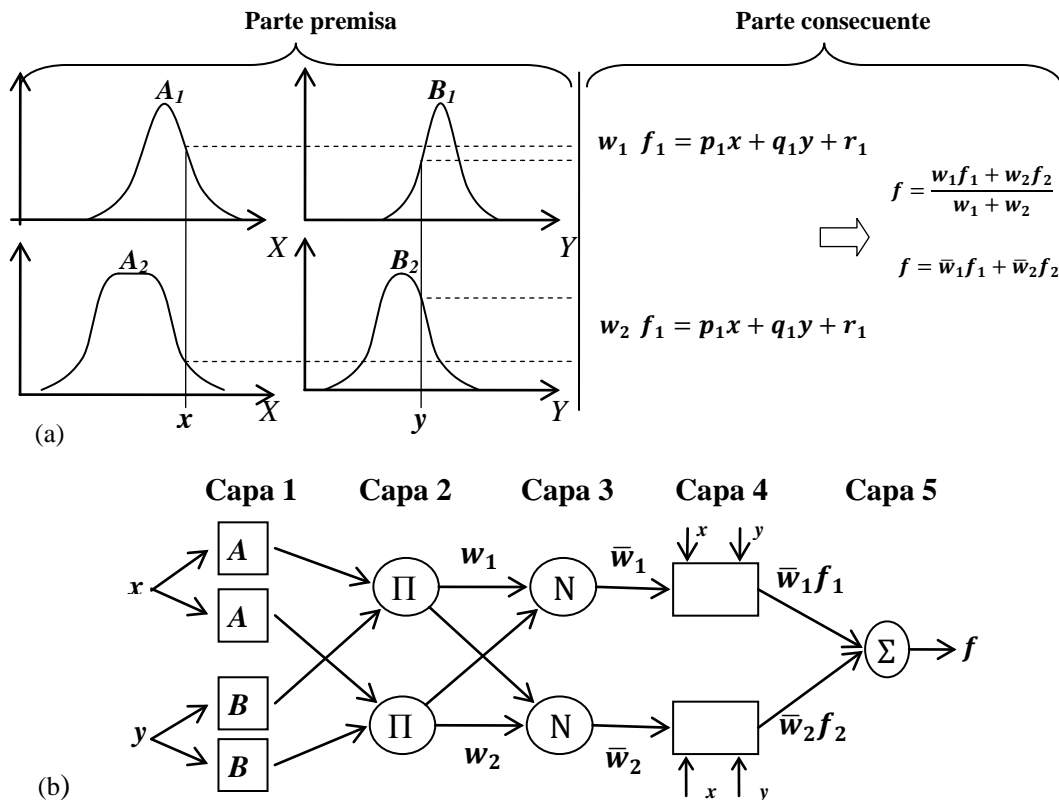 Parte premisa
Parte consecuente
A₁
B₁
w₁ f₁ = p₁x + q₁y + r₁
f = (w₁f₁ + w₂f₂) / (w₁ + w₂)
X
Y
A₂
B₂
f = w̄₁f₁ + w̄₂f₂
w₂ f₁ = p₁x + q₁y + r₁
X
Y
x
y
(a)
Capa 1
Capa 2
Capa 3
Capa 4
Capa 5
x
y
A
w₁
w̄₁
Π
N
w̄₁f₁
x
A
Σ
f
B
y
Π
N
w̄₂f₂
B
w₂
w̄₂
x
y
(b)